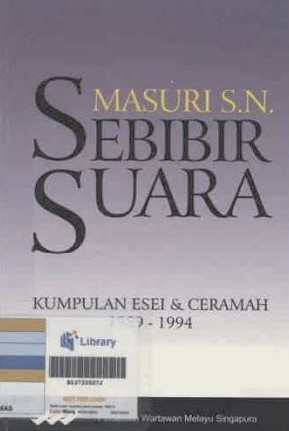 MASURI S.N.
SEBIBIR
SUARA
KUMPULAN ESEI & CERAMAH
- 1994
Library
Wartawan Melayu Singapura